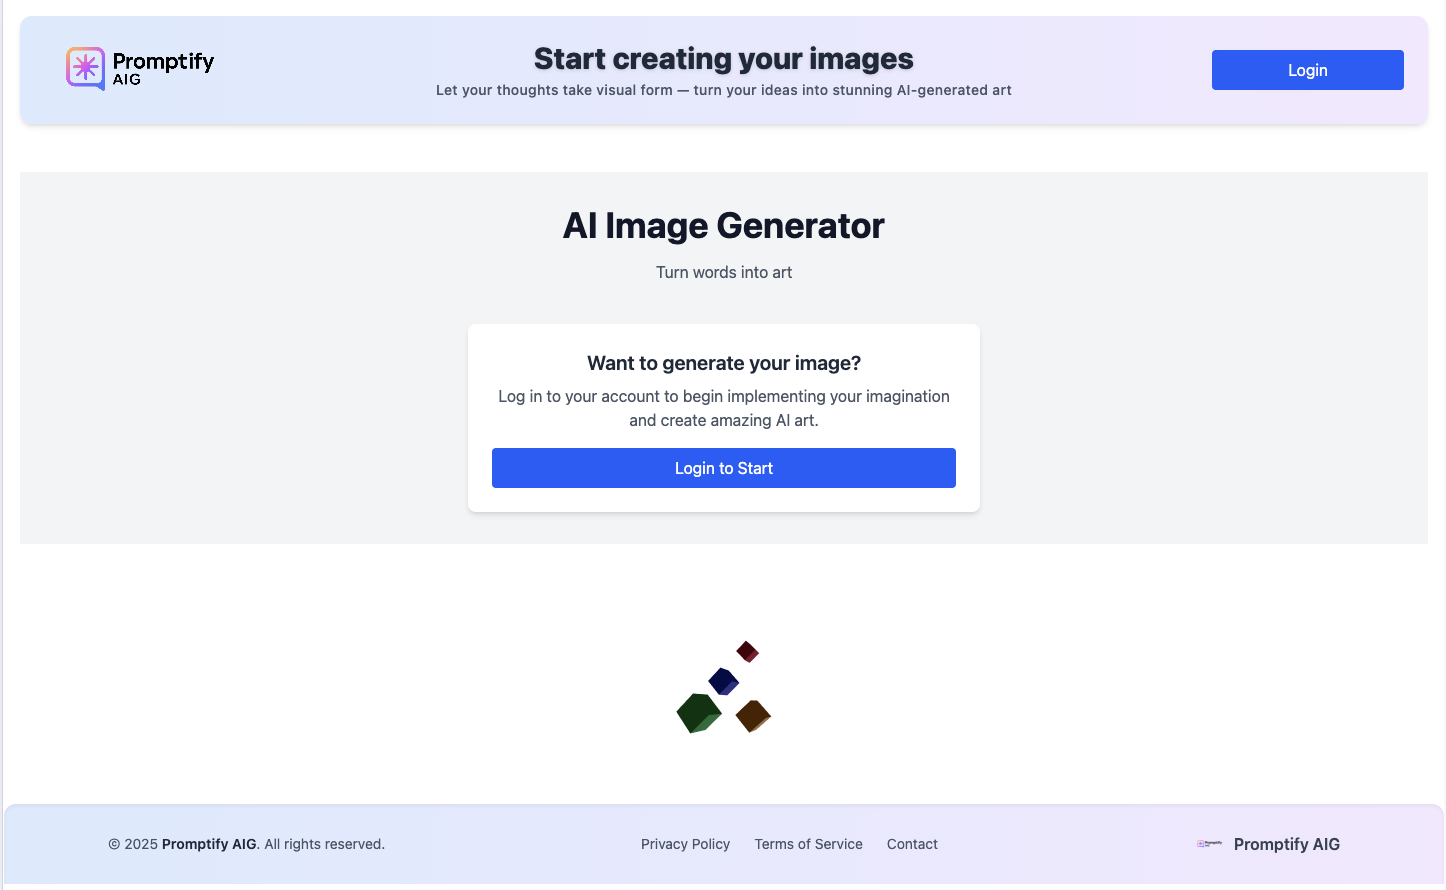 Promptify
AIG
Start creating your images
Let your thoughts take visual form — turn your ideas into stunning AI-generated art
Login
AI Image Generator
Turn words into art
Want to generate your image?
Log in to your account to begin implementing your imagination
and create amazing AI art.
Login to Start
© 2025 Promptify AIG. All rights reserved.
Privacy Policy
Terms of Service
Contact
Promptify AIG